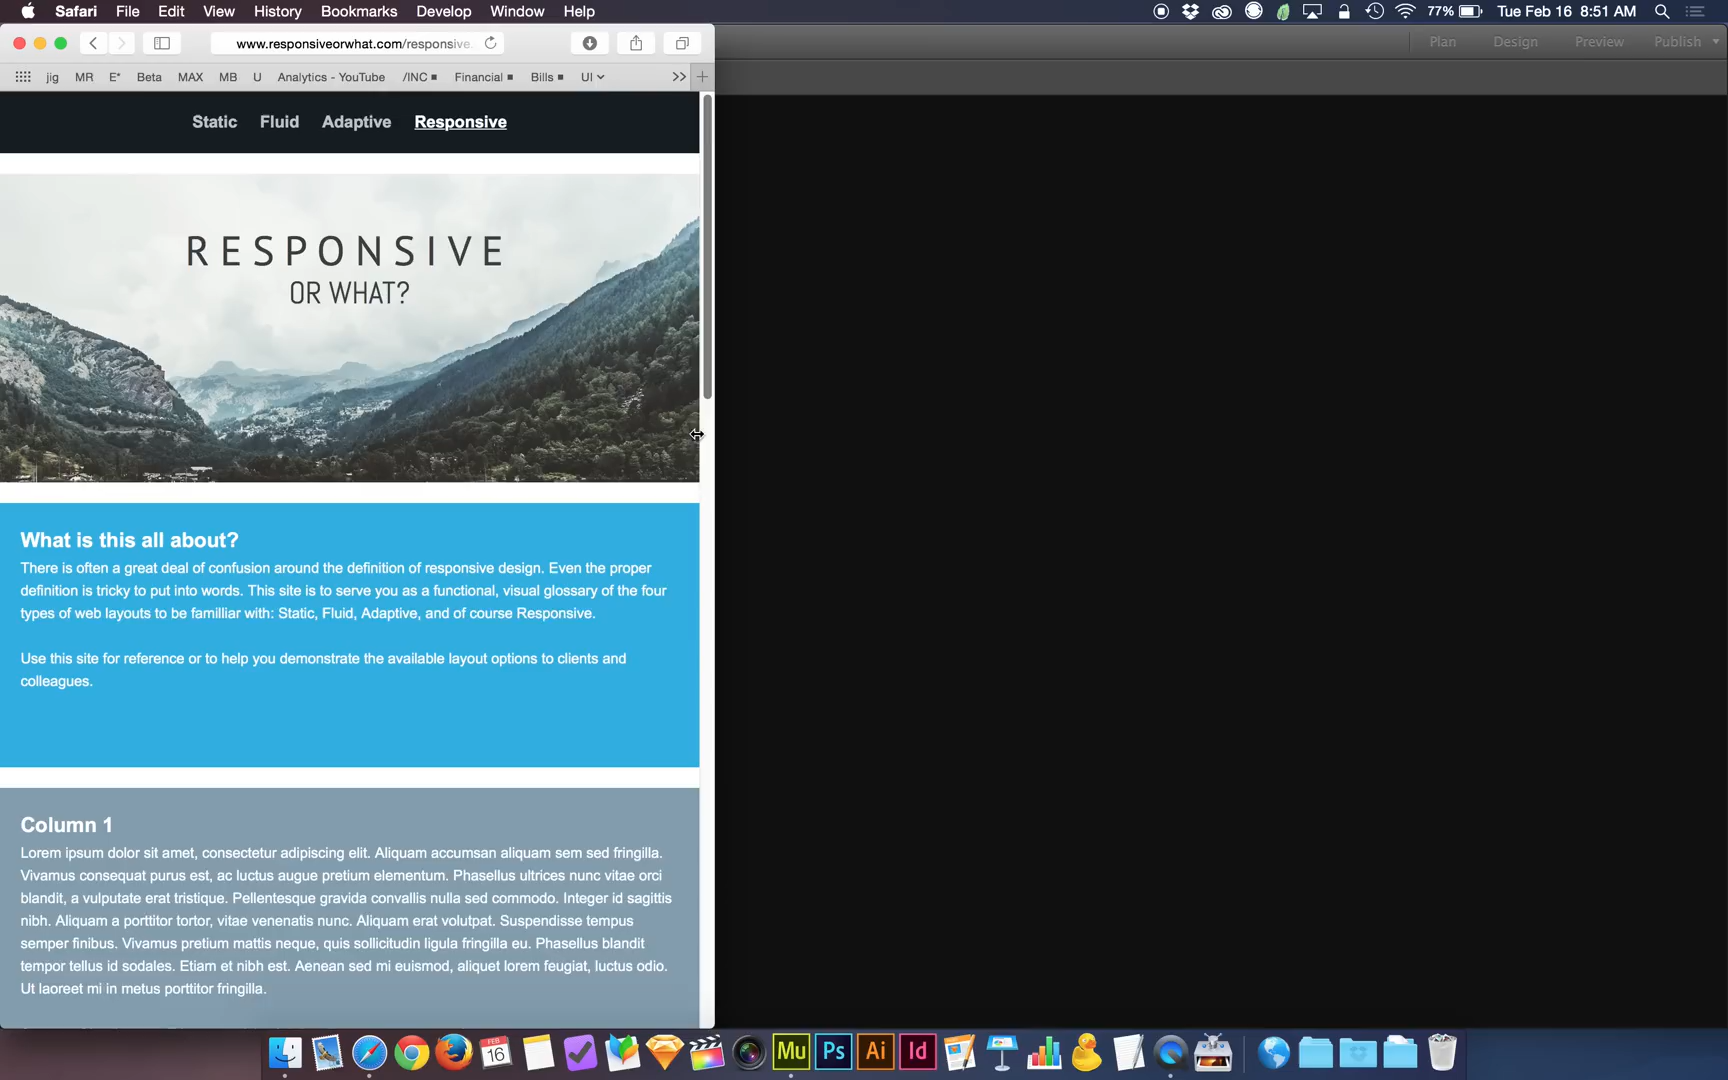 Safari File Edit View History Bookmarks Develop Window Help
77% Tue Feb 16 8:51 AM
www.responsiveorwhat.com/responsive
Plan Design Preview Publish
jig MR E* Beta MAX MB U Analytics - YouTube /INC Financial Bills UI
Static Fluid Adaptive Responsive
RESPONSIVE
OR WHAT?
What is this all about?
There is often a great deal of confusion around the definition of responsive design. Even the proper
definition is tricky to put into words. This site is to serve you as a functional, visual glossary of the four
types of web layouts to be familliar with: Static, Fluid, Adaptive, and of course Responsive.
Use this site for reference or to help you demonstrate the available layout options to clients and
colleagues.
Column 1
Lorem ipsum dolor sit amet, consectetur adipiscing elit. Aliquam accumsan aliquam sem sed fringilla.
Vivamus consequat purus est, ac luctus augue pretium elementum. Phasellus ultrices nunc vitae orci
blandit, a vulputate erat tristique. Pellentesque gravida convallis nulla sed commodo. Integer id sagittis
nibh. Aliquam a porttitor tortor, vitae venenatis nunc. Aliquam erat volutpat. Suspendisse tempus
semper finibus. Vivamus pretium mattis neque, quis sollicitudin ligula fringilla eu. Phasellus blandit
tempor tellus id sodales. Etiam et nibh est. Aenean sed mi euismod, aliquet lorem feugiat, luctus odio.
Ut laoreet mi in metus porttitor fringilla.
FEB
16
Mu Ps Ai Id